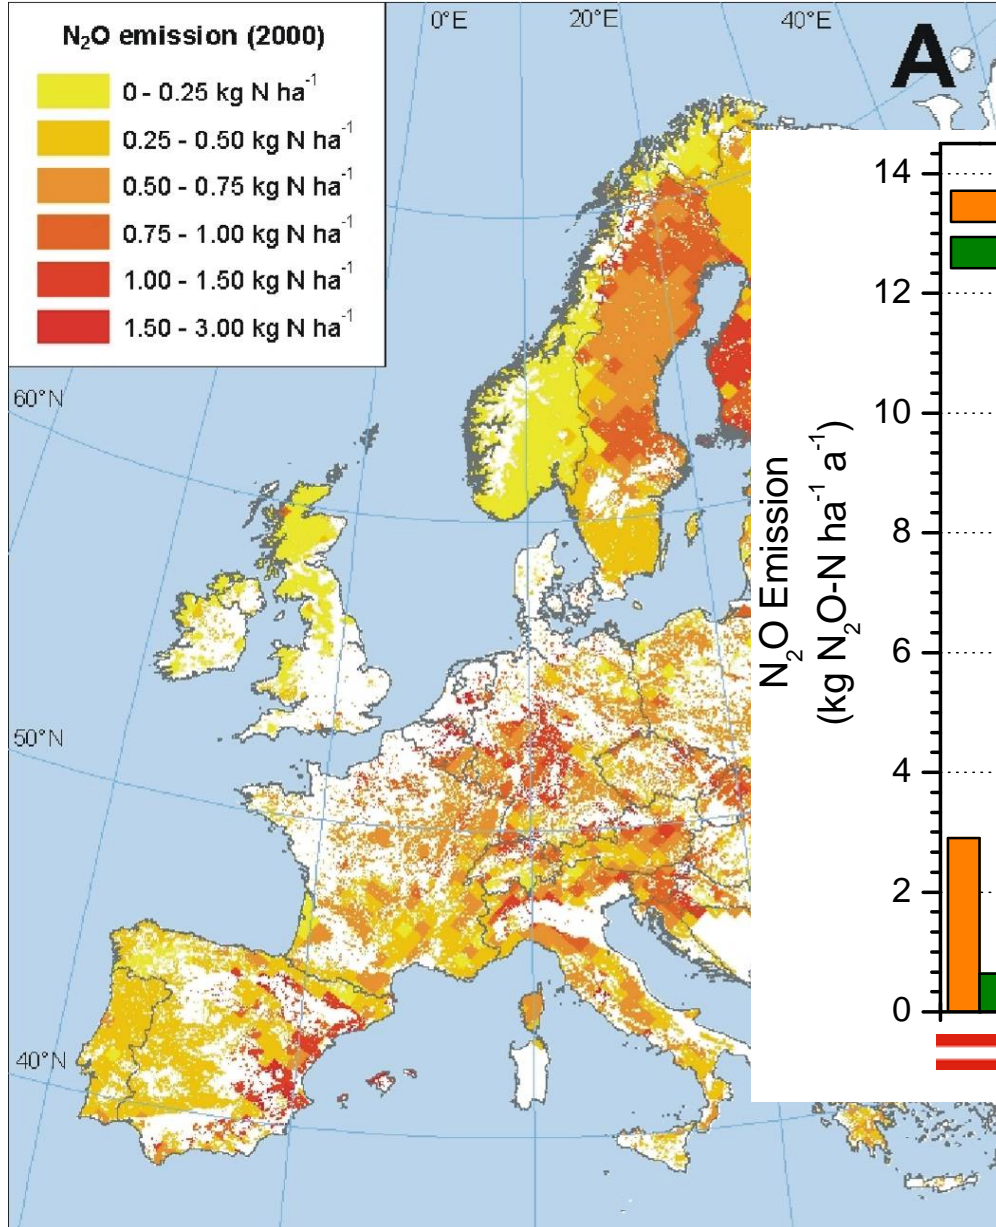 N₂O emission (2000)
0 - 0.25 kg N ha⁻¹
0.25 - 0.50 kg N ha⁻¹
0.50 - 0.75 kg N ha⁻¹
0.75 - 1.00 kg N ha⁻¹
1.00 - 1.50 kg N ha⁻¹
1.50 - 3.00 kg N ha⁻¹
0°E
20°E
40°E
A
60°N
50°N
40°N
N₂O Emission
(kg N₂O-N ha⁻¹ a⁻¹)
14
12
10
8
6
4
2
0